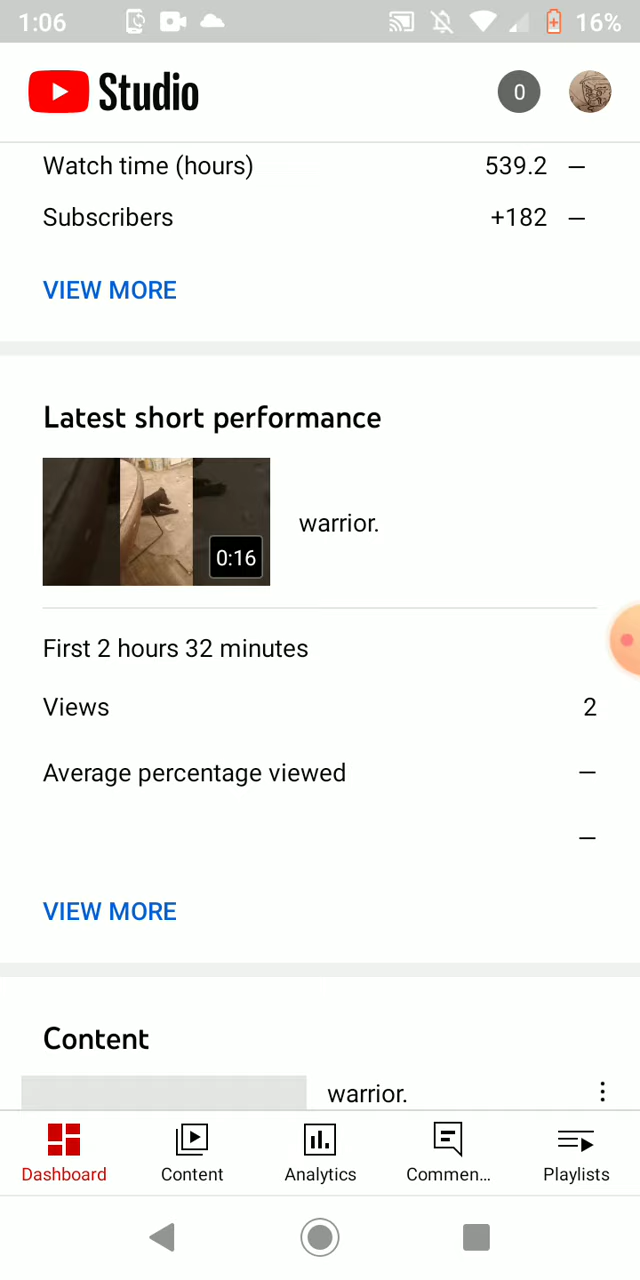 1:06 16%
Studio 0
Watch time (hours) 539.2 —
Subscribers +182 —
VIEW MORE
Latest short performance
0:16
warrior.
First 2 hours 32 minutes
Views 2
Average percentage viewed —
—
VIEW MORE
Content
warrior.
Dashboard Content Analytics Commen... Playlists